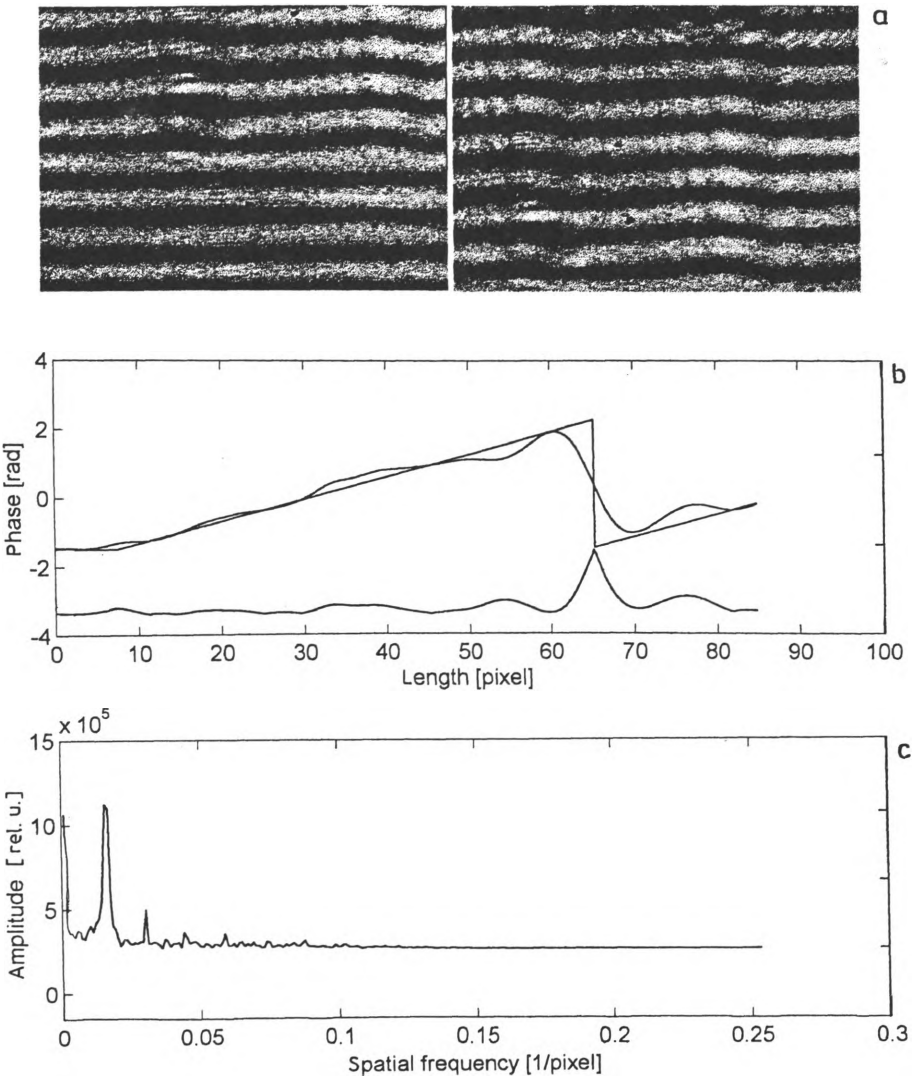 a
b
4
2
0
-2
-4
Phase [rad]
0 10 20 30 40 50 60 70 80 90 100
Length [pixel]
c
x 10^5
15
10
5
0
Amplitude [ rel. u. ]
0 0.05 0.1 0.15 0.2 0.25 0.3
Spatial frequency [1/pixel]